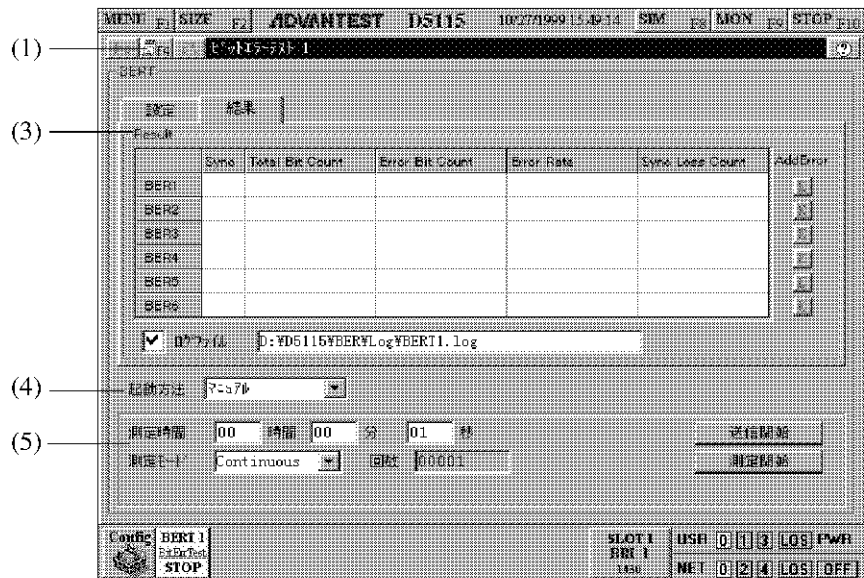 MENU F1 SIZE F2 ADVANTEST D5115 10/27/1999 15:49:14 SIM F8 MON F9 STOP F10
(1) F4 ビットエラーテスト 1
BERT
設定 結果
(3) Result
Sync Total Bit Count Error Bit Count Error Rate Sync Loss Count AddError
BER1
BER2
BER3
BER4
BER5
BER6
ログファイル D:¥D5115¥BER¥Log¥BERT1.log
(4) 起動方法 マニュアル
(5) 測定時間 00 時間 00 分 01 秒 送信開始
測定モード Continuous 回数 00001 測定開始
Config BERT 1 SLOT 1 USR 0 1 3 LOS PWR
BitErrTest BRI 1
STOP I.430 NET 0 2 4 LOS OFF